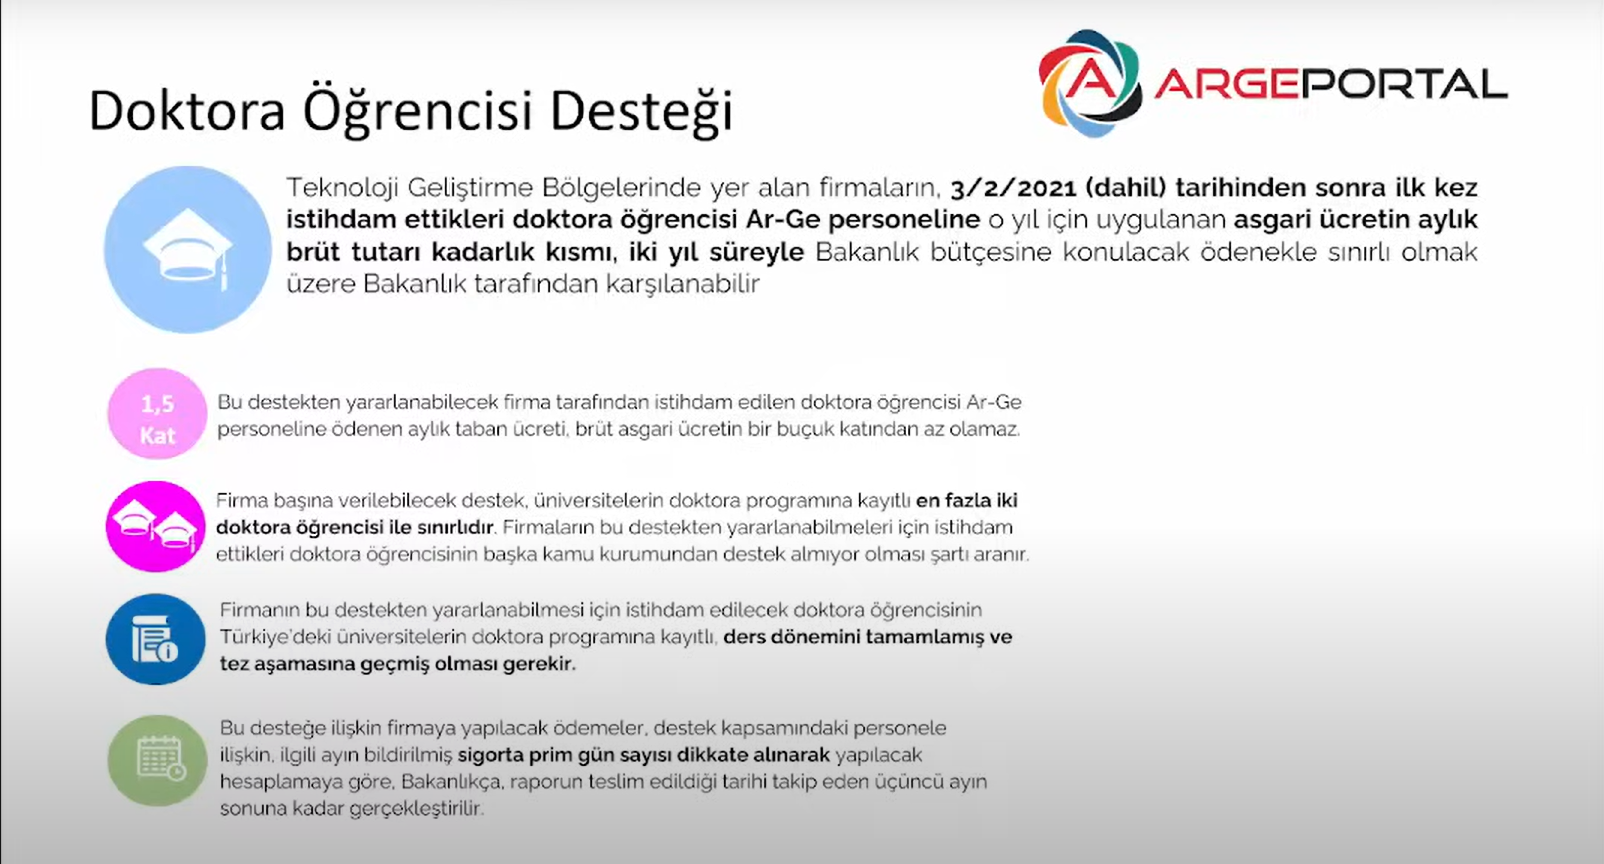 ARGEPORTAL
Doktora Öğrencisi Desteği
Teknoloji Geliştirme Bölgelerinde yer alan firmaların, 3/2/2021 (dahil) tarihinden sonra ilk kez
istihdam ettikleri doktora öğrencisi Ar-Ge personeline o yıl için uygulanan asgari ücretin aylık
brüt tutarı kadarlık kısmı, iki yıl süreyle Bakanlık bütçesine konulacak ödenekle sınırlı olmak
üzere Bakanlık tarafından karşılanabilir
1,5
Kat
Bu destekten yararlanabilecek firma tarafından istihdam edilen doktora öğrencisi Ar-Ge
personeline ödenen aylık taban ücreti, brüt asgari ücretin bir buçuk katından az olamaz.
Firma başına verilebilecek destek, üniversitelerin doktora programına kayıtlı en fazla iki
doktora öğrencisi ile sınırlıdır. Firmaların bu destekten yararlanabilmeleri için istihdam
ettikleri doktora öğrencisinin başka kamu kurumundan destek almıyor olması şartı aranır.
Firmanın bu destekten yararlanabilmesi için istihdam edilecek doktora öğrencisinin
Türkiye'deki üniversitelerin doktora programına kayıtlı, ders dönemini tamamlamış ve
tez aşamasına geçmiş olması gerekir.
Bu desteğe ilişkin firmaya yapılacak ödemeler, destek kapsamındaki personele
ilişkin, ilgili ayın bildirilmiş sigorta prim gün sayısı dikkate alınarak yapılacak
hesaplamaya göre, Bakanlıkça, raporun teslim edildiği tarihi takip eden üçüncü ayın
sonuna kadar gerçekleştirilir.